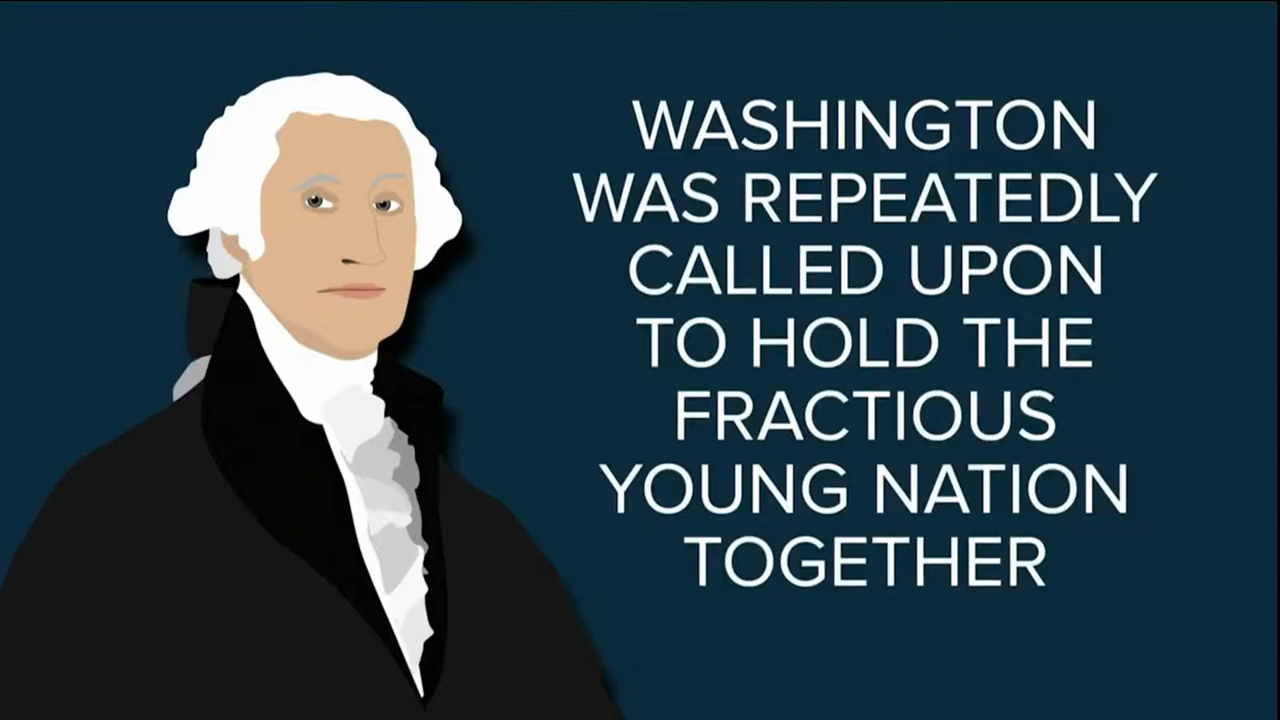 WASHINGTON
WAS REPEATEDLY
CALLED UPON
TO HOLD THE
FRACTIOUS
YOUNG NATION
TOGETHER